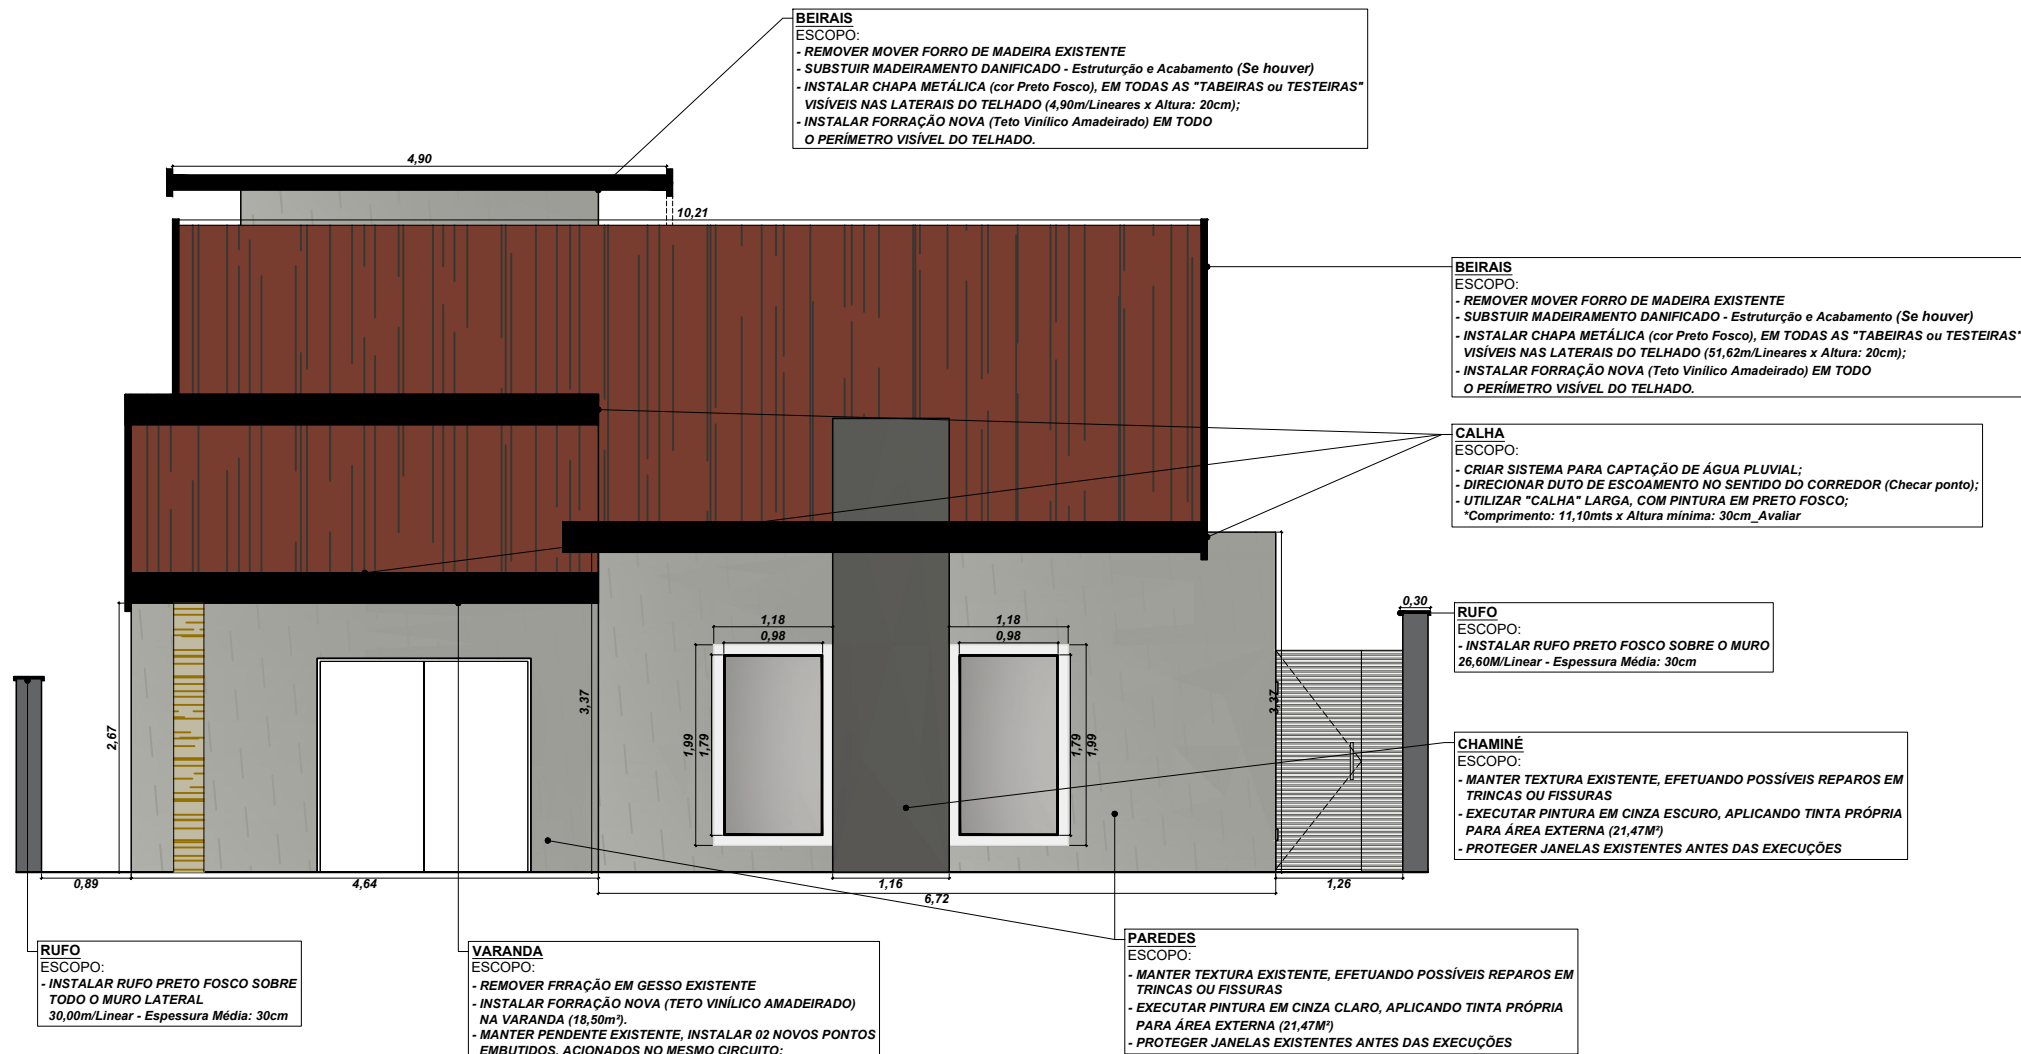 BEIRAIS
ESCOPO:
- REMOVER MOVER FORRO DE MADEIRA EXISTENTE
- SUBSTUIR MADEIRAMENTO DANIFICADO - Estruturção e Acabamento (Se houver)
- INSTALAR CHAPA METÁLICA (cor Preto Fosco), EM TODAS AS "TABEIRAS ou TESTEIRAS"
VISÍVEIS NAS LATERAIS DO TELHADO (4,90m/Lineares x Altura: 20cm);
- INSTALAR FORRAÇÃO NOVA (Teto Vinílico Amadeirado) EM TODO
O PERÍMETRO VISÍVEL DO TELHADO.
4,90
10,21
BEIRAIS
ESCOPO:
- REMOVER MOVER FORRO DE MADEIRA EXISTENTE
- SUBSTUIR MADEIRAMENTO DANIFICADO - Estruturção e Acabamento (Se houver)
- INSTALAR CHAPA METÁLICA (cor Preto Fosco), EM TODAS AS "TABEIRAS ou TESTEIRAS"
VISÍVEIS NAS LATERAIS DO TELHADO (51,62m/Lineares x Altura: 20cm);
- INSTALAR FORRAÇÃO NOVA (Teto Vinílico Amadeirado) EM TODO
O PERÍMETRO VISÍVEL DO TELHADO.
CALHA
ESCOPO:
- CRIAR SISTEMA PARA CAPTAÇÃO DE ÁGUA PLUVIAL;
- DIRECIONAR DUTO DE ESCOAMENTO NO SENTIDO DO CORREDOR (Checar ponto);
- UTILIZAR "CALHA" LARGA, COM PINTURA EM PRETO FOSCO;
*Comprimento: 11,10mts x Altura mínima: 30cm_Avaliar
0,30
RUFO
ESCOPO:
- INSTALAR RUFO PRETO FOSCO SOBRE O MURO
26,60M/Linear - Espessura Média: 30cm
1,18
0,98
1,18
0,98
2,67
3,37
1,99
1,79
1,79
1,99
3,37
CHAMINÉ
ESCOPO:
- MANTER TEXTURA EXISTENTE, EFETUANDO POSSÍVEIS REPAROS EM
TRINCAS OU FISSURAS
- EXECUTAR PINTURA EM CINZA ESCURO, APLICANDO TINTA PRÓPRIA
PARA ÁREA EXTERNA (21,47M²)
- PROTEGER JANELAS EXISTENTES ANTES DAS EXECUÇÕES
0,89
4,64
1,16
6,72
1,26
RUFO
ESCOPO:
- INSTALAR RUFO PRETO FOSCO SOBRE
TODO O MURO LATERAL
30,00m/Linear - Espessura Média: 30cm
VARANDA
ESCOPO:
- REMOVER FRRAÇÃO EM GESSO EXISTENTE
- INSTALAR FORRAÇÃO NOVA (TETO VINÍLICO AMADEIRADO)
NA VARANDA (18,50m²).
- MANTER PENDENTE EXISTENTE, INSTALAR 02 NOVOS PONTOS
EMBUTIDOS, ACIONADOS NO MESMO CIRCUITO;
PAREDES
ESCOPO:
- MANTER TEXTURA EXISTENTE, EFETUANDO POSSÍVEIS REPAROS EM
TRINCAS OU FISSURAS
- EXECUTAR PINTURA EM CINZA CLARO, APLICANDO TINTA PRÓPRIA
PARA ÁREA EXTERNA (21,47M²)
- PROTEGER JANELAS EXISTENTES ANTES DAS EXECUÇÕES